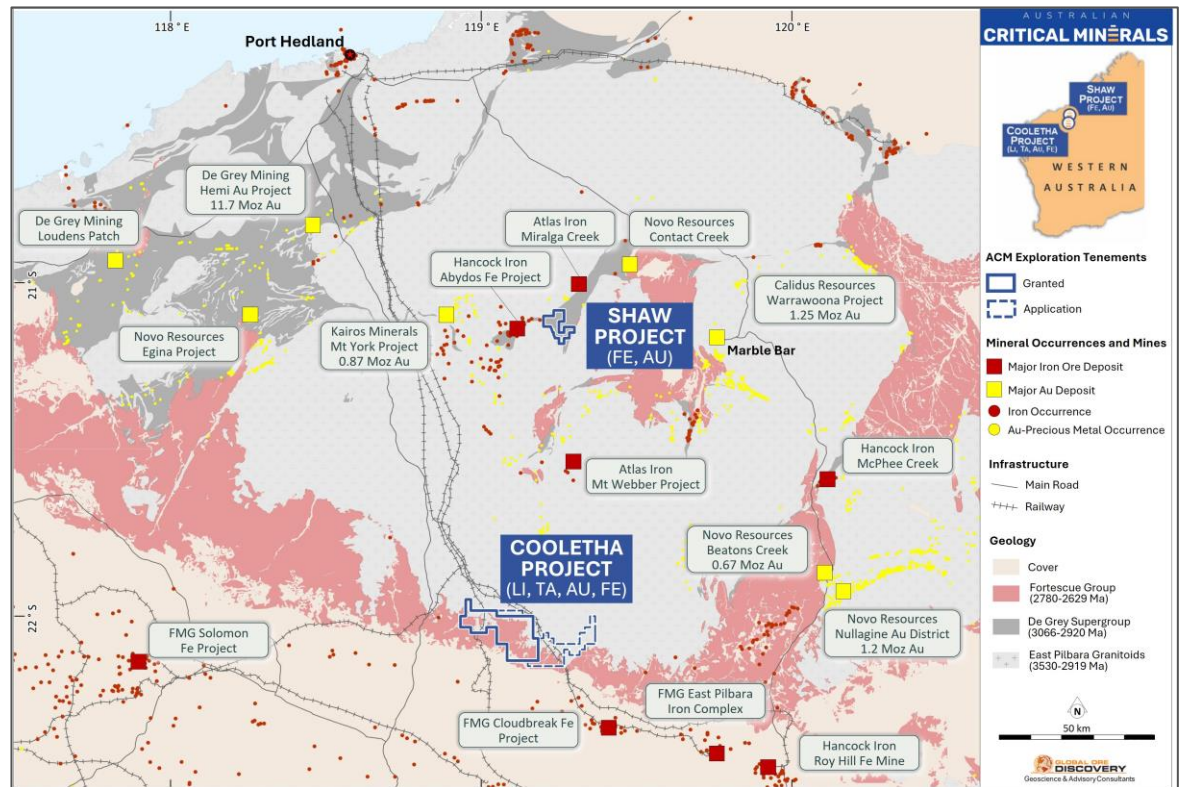 118° E
119° E
120° E
Port Hedland
De Grey Mining
Hemi Au Project
11.7 Moz Au
De Grey Mining
Loudens Patch
Atlas Iron
Miralga Creek
Novo Resources
Contact Creek
Hancock Iron
Abydos Fe Project
21° S
Calidus Resources
Warrawoona Project
1.25 Moz Au
Novo Resources
Egina Project
Kairos Minerals
Mt York Project
0.87 Moz Au
SHAW
PROJECT
(FE, AU)
Marble Bar
Hancock Iron
McPhee Creek
Atlas Iron
Mt Webber Project
COOLETHA
PROJECT
(LI, TA, AU, FE)
Novo Resources
Beatons Creek
0.67 Moz Au
22° S
FMG Solomon
Fe Project
Novo Resources
Nullagine Au District
1.2 Moz Au
FMG East Pilbara
Iron Complex
FMG Cloudbreak Fe
Project
Hancock Iron
Roy Hill Fe Mine
AUSTRALIAN
CRITICAL MINERALS
SHAW
PROJECT
(FE, AU)
COOLETHA
PROJECT
(LI, TA, AU, FE)
WESTERN
AUSTRALIA
ACM Exploration Tenements
Granted
Application
Mineral Occurrences and Mines
Major Iron Ore Deposit
Major Au Deposit
Iron Occurrence
Au-Precious Metal Occurrence
Infrastructure
Main Road
Railway
Geology
Cover
Fortescue Group
(2780-2629 Ma)
De Grey Supergroup
(3066-2920 Ma)
East Pilbara Granitoids
(3530-2919 Ma)
N
50 km
GLOBAL ORE
DISCOVERY
Geoscience & Advisory Consultants